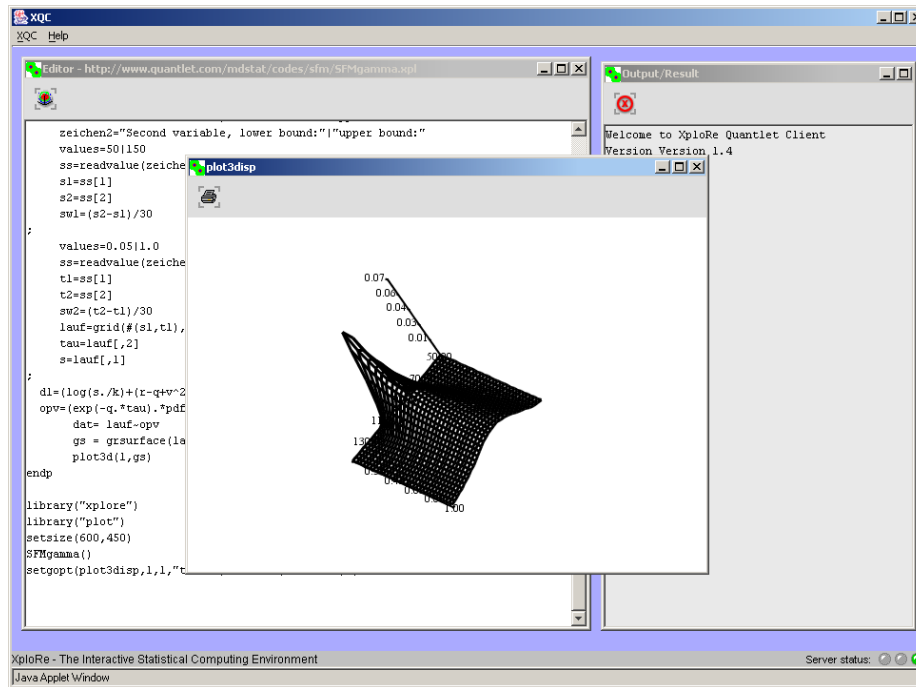 XQC
XQC Help
Editor - http://www.quantlet.com/mdstat/codes/sfm/SFMgamma.xpl
zeichen2="Second variable, lower bound:"|"upper bound:"
values=50|150
ss=readvalue(zeiche
s1=ss[1]
s2=ss[2]
sw1=(s2-s1)/30
;
values=0.05|1.0
ss=readvalue(zeiche
t1=ss[1]
t2=ss[2]
sw2=(t2-t1)/30
lauf=grid(#(s1,t1),
tau=lauf[,2]
s=lauf[,1]
;
d1=(log(s./k)+(r-q+v^2
opv=(exp(-q.*tau).*pdf
dat= lauf~opv
gs = grsurface(la
plot3d(1,gs)
endp
library("xplore")
library("plot")
setsize(600,450)
SFMgamma()
setgopt(plot3disp,1,1,"t
plot3disp
0.07
0.06
0.04
0.03
0.01
50.00
70
1.00
Output/Result
Welcome to XploRe Quantlet Client
Version Version 1.4
XploRe - The Interactive Statistical Computing Environment
Server status:
Java Applet Window